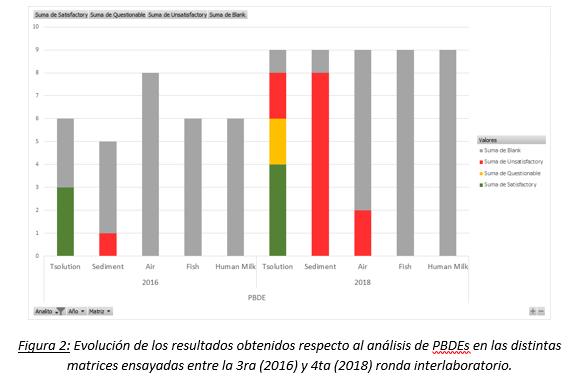 Suma de Satisfactory Suma de Questionable Suma de Unsatisfactory Suma de Blank
10
9
8
7
6
5
4
3
2
1
0
Tsolution Sediment Air Fish Human Milk Tsolution Sediment Air Fish Human Milk
2016 2018
PBDE
Valores
Suma de Blank
Suma de Unsatisfactory
Suma de Questionable
Suma de Satisfactory
Analito Año Matriz
Figura 2: Evolución de los resultados obtenidos respecto al análisis de PBDEs en las distintas
matrices ensayadas entre la 3ra (2016) y 4ta (2018) ronda interlaboratorio.